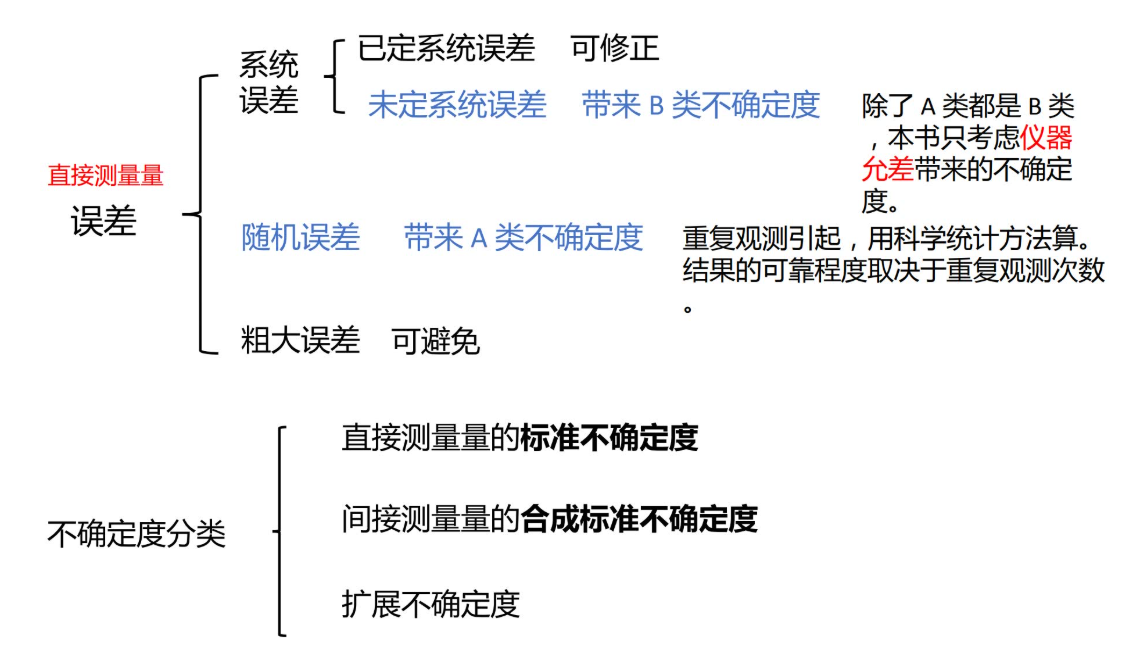 系统
误差
已定系统误差 可修正
未定系统误差 带来 B 类不确定度
除了 A 类都是 B 类
，本书只考虑仪器
允差带来的不确定
度。
直接测量量
误差
随机误差 带来 A 类不确定度
重复观测引起，用科学统计方法算。
结果的可靠程度取决于重复观测次数
。
粗大误差 可避免
不确定度分类
直接测量量的标准不确定度
间接测量量的合成标准不确定度
扩展不确定度